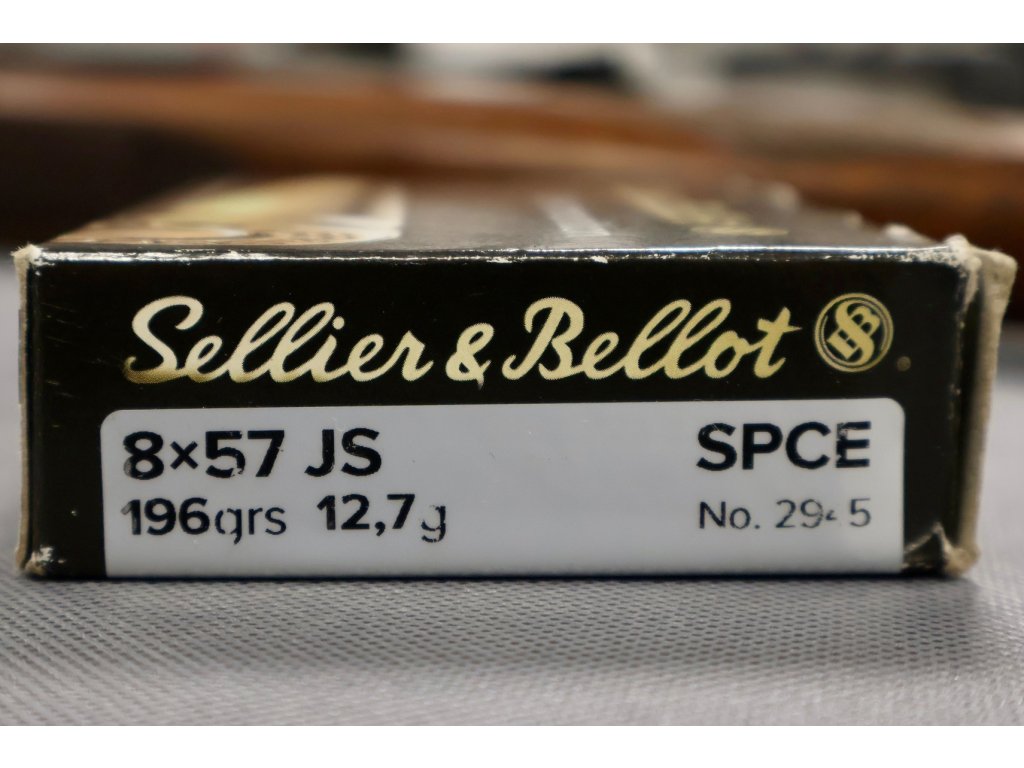 Sellier & Bellot
8×57 JS
SPCE
196grs 12,7g
No.